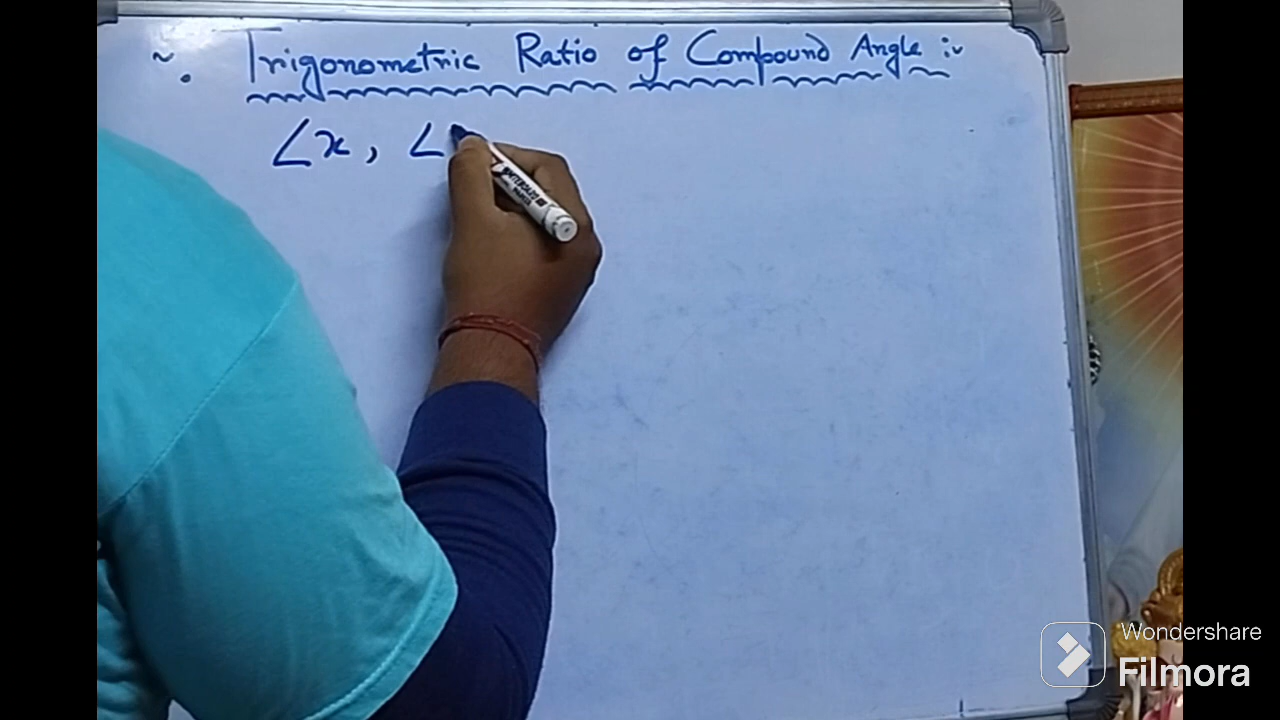 ~. Trigonometric Ratio of Compound Angle :~
∠x, ∠
Wondershare
Filmora